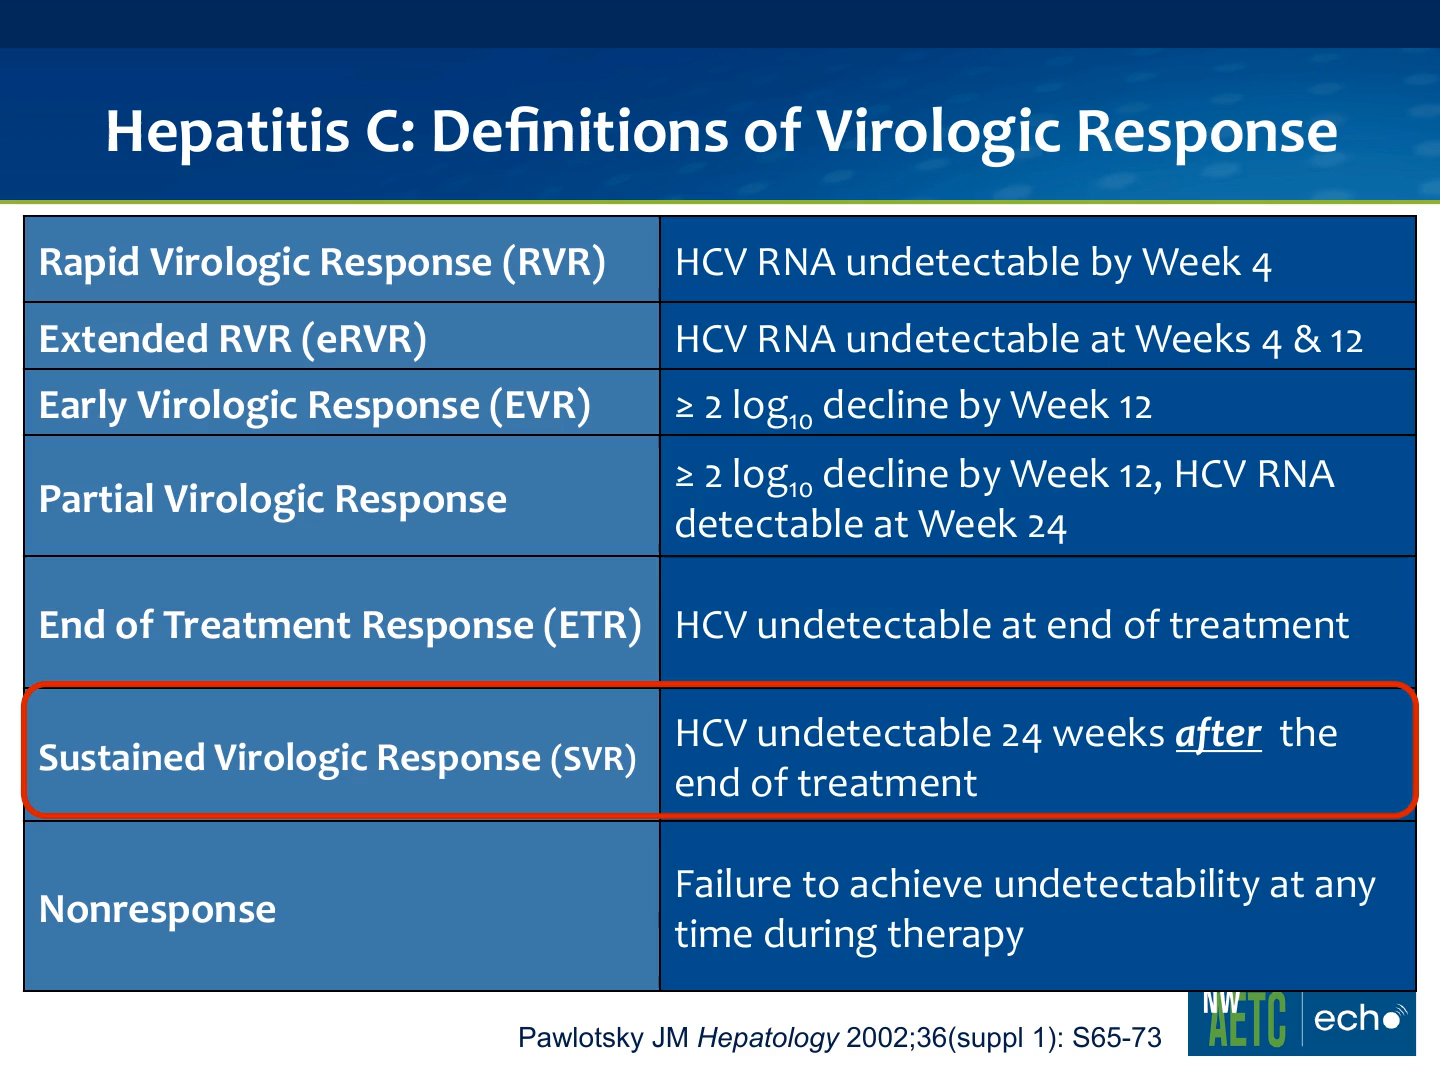 Hepatitis C: Definitions of Virologic Response
Rapid Virologic Response (RVR)
HCV RNA undetectable by Week 4
Extended RVR (eRVR)
HCV RNA undetectable at Weeks 4 & 12
Early Virologic Response (EVR)
≥ 2 log₁₀ decline by Week 12
Partial Virologic Response
≥ 2 log₁₀ decline by Week 12, HCV RNA
detectable at Week 24
End of Treatment Response (ETR)
HCV undetectable at end of treatment
Sustained Virologic Response (SVR)
HCV undetectable 24 weeks after the
end of treatment
Nonresponse
Failure to achieve undetectability at any
time during therapy
Pawlotsky JM Hepatology 2002;36(suppl 1): S65-73
NW
AETC
echo